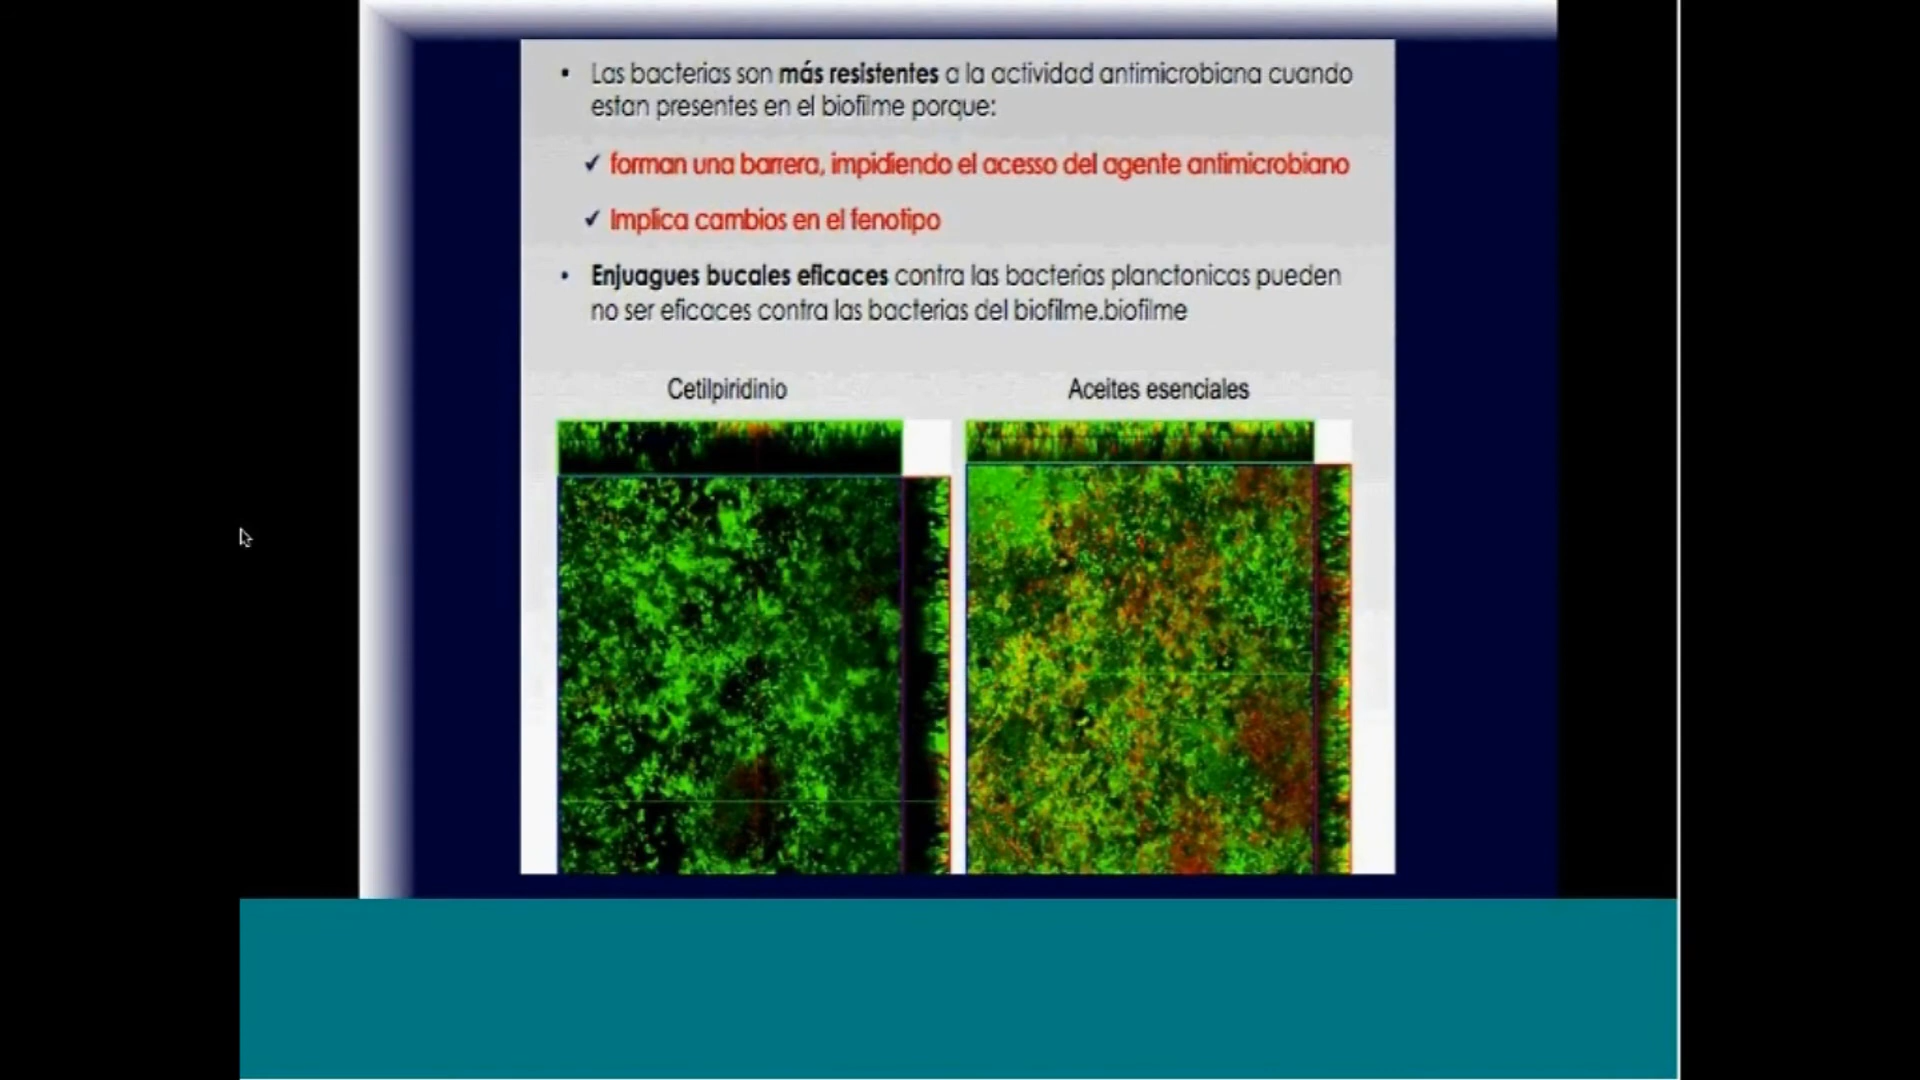 • Las bacterias son más resistentes a la actividad antimicrobiana cuando
estan presentes en el biofilme porque:
✓ forman una barrera, impidiendo el acesso del agente antimicrobiano
✓ Implica cambios en el fenotipo
• Enjuagues bucales eficaces contra las bacterias planctonicas pueden
no ser eficaces contra las bacterias del biofilme.biofilme
Cetilpiridinio
Aceites esenciales